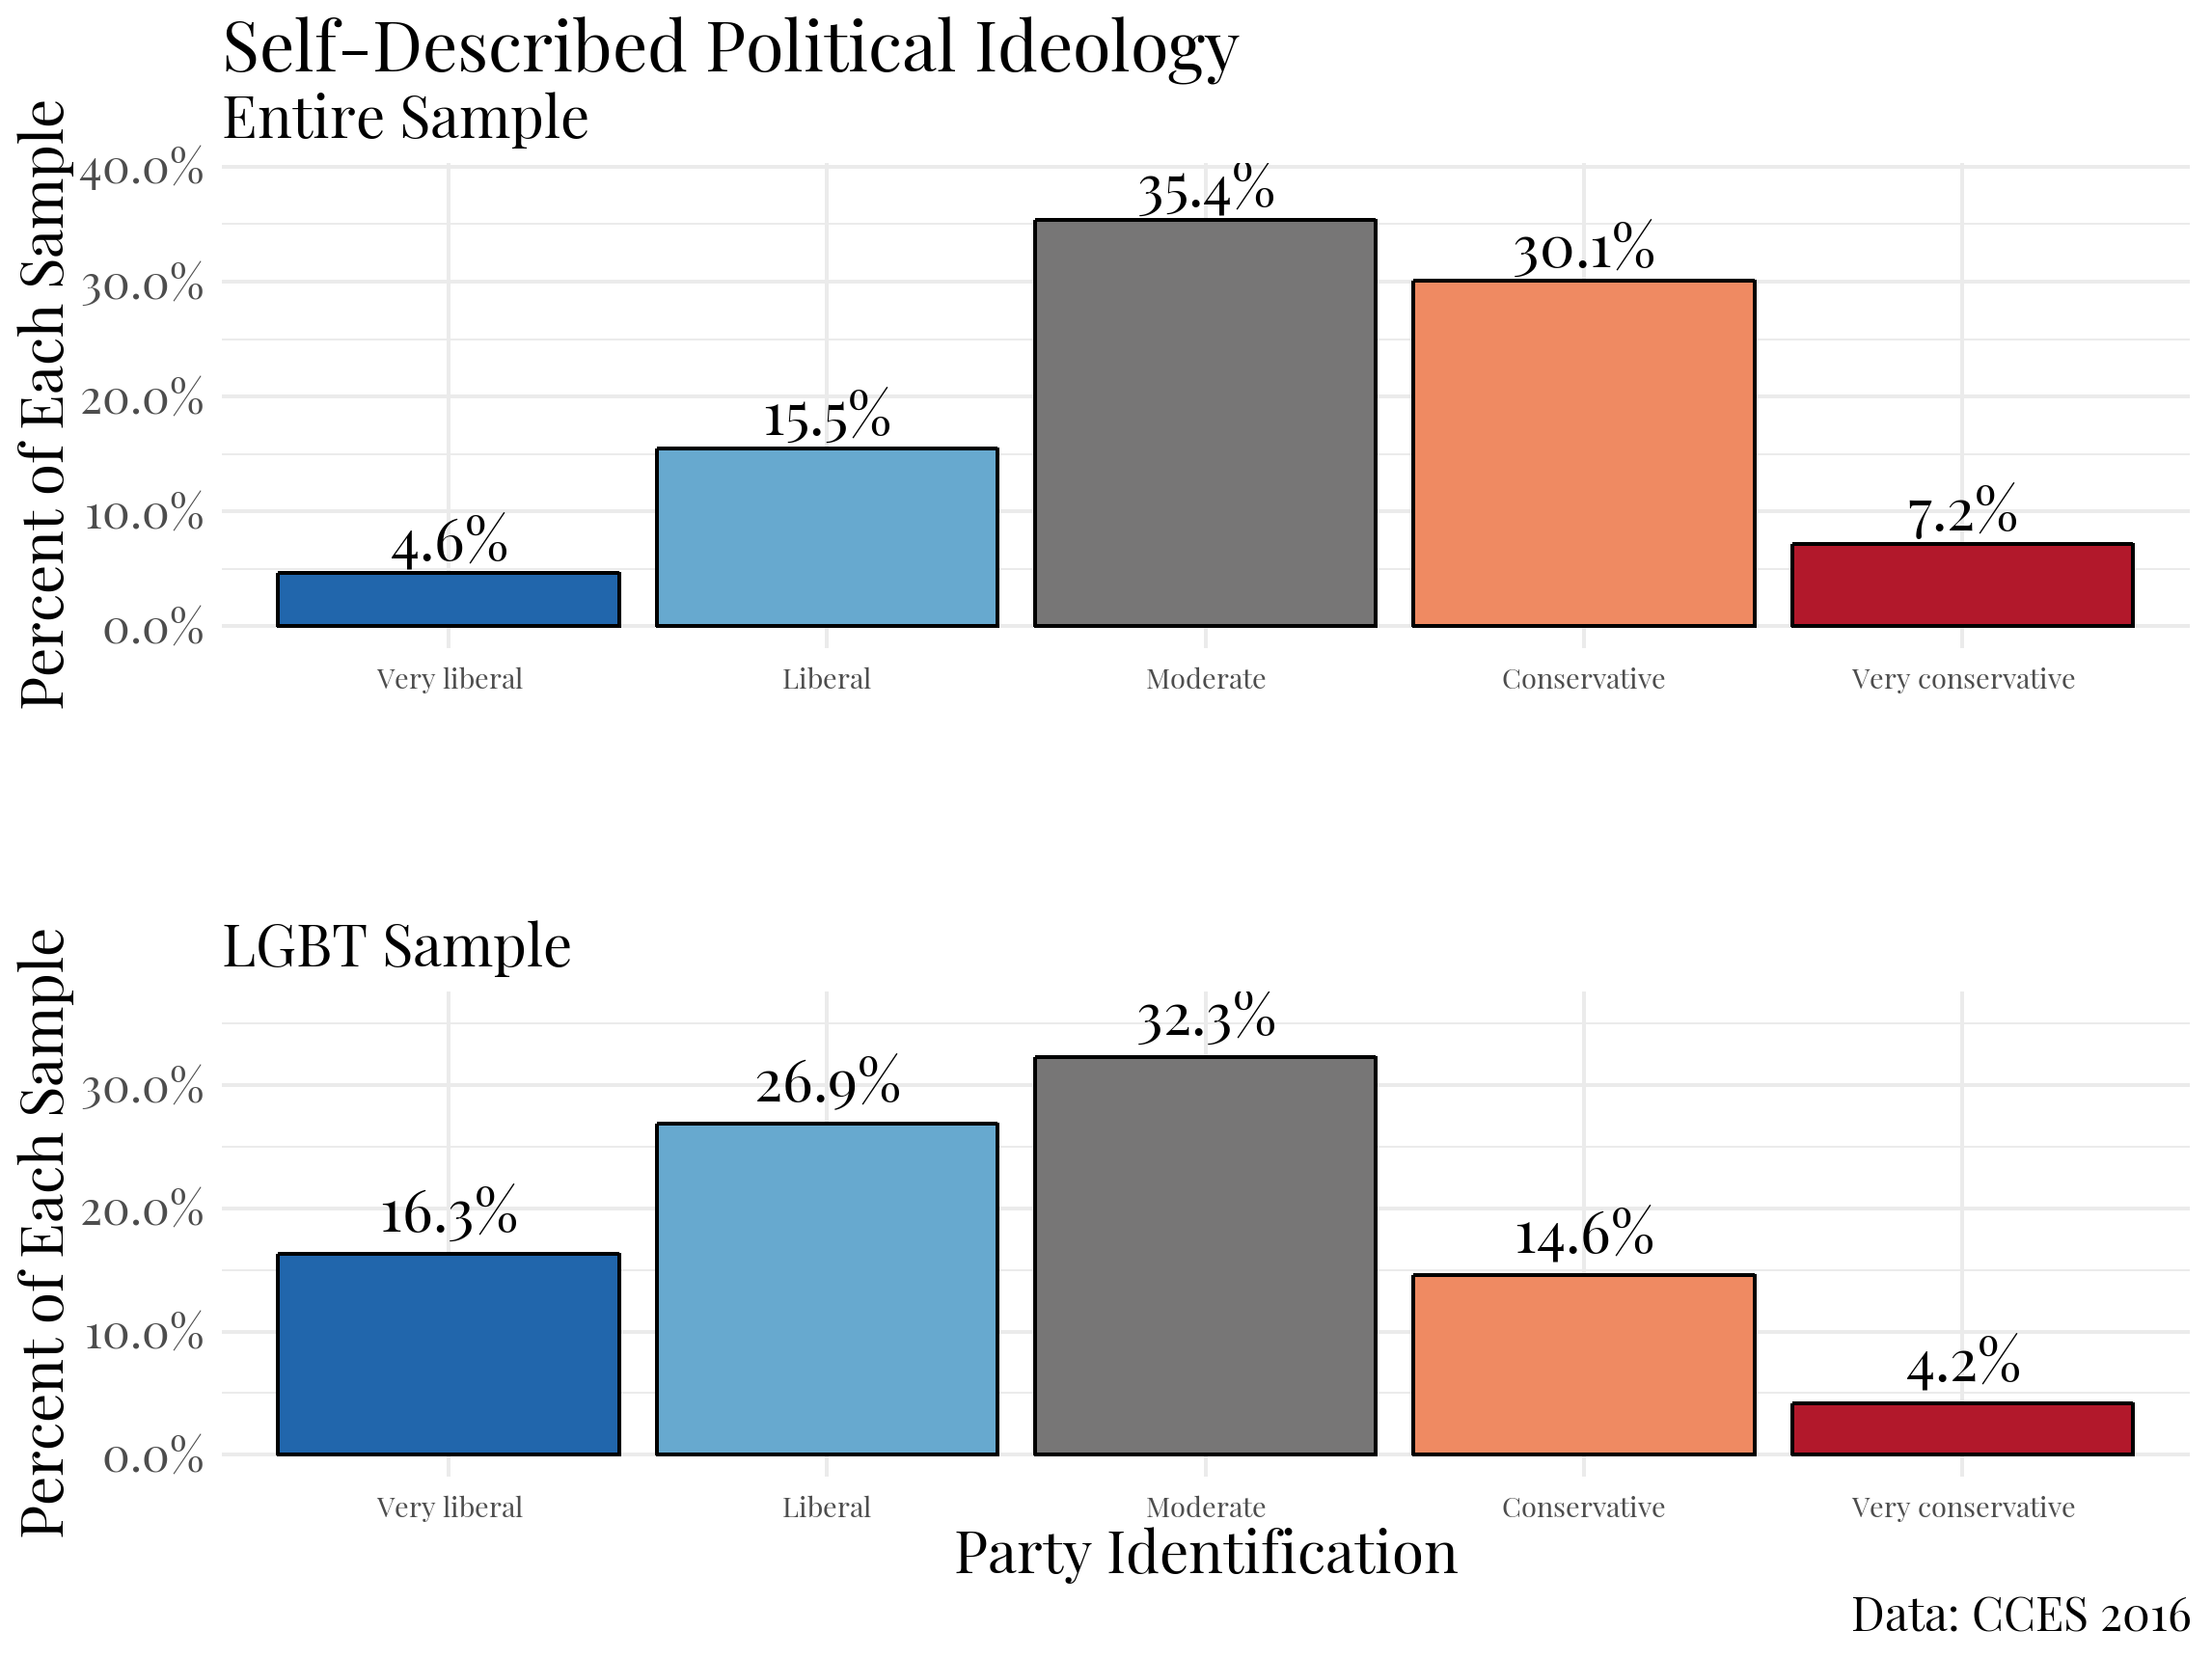 Self-Described Political Ideology
Entire Sample
Percent of Each Sample
40.0%
30.0%
20.0%
10.0%
0.0%
4.6%
15.5%
35.4%
30.1%
7.2%
Very liberal
Liberal
Moderate
Conservative
Very conservative
LGBT Sample
Percent of Each Sample
30.0%
20.0%
10.0%
0.0%
16.3%
26.9%
32.3%
14.6%
4.2%
Very liberal
Liberal
Moderate
Conservative
Very conservative
Party Identification
Data: CCES 2016